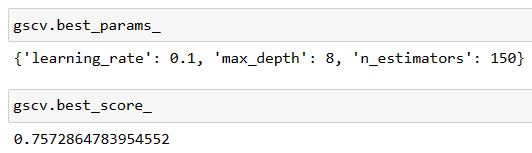 gscv.best_params_
{'learning_rate': 0.1, 'max_depth': 8, 'n_estimators': 150}
gscv.best_score_
0.7572864783954552